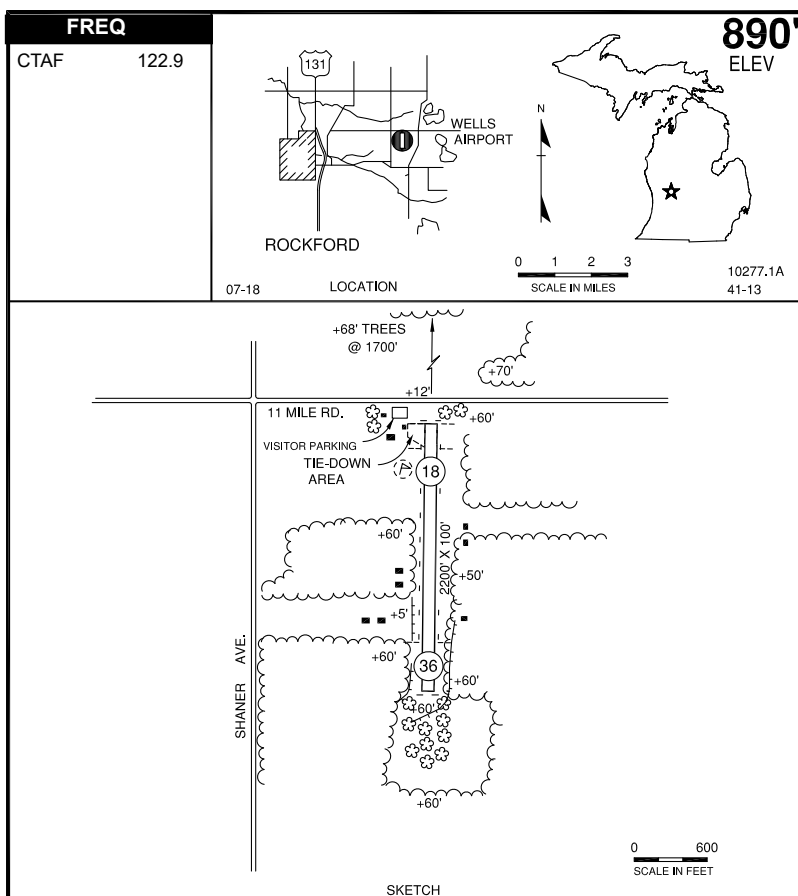 FREQ
CTAF 122.9
890'
ELEV
131
N
WELLS
AIRPORT
ROCKFORD
0 1 2 3
SCALE IN MILES
10277.1A
07-18
LOCATION
41-13
+68' TREES
@ 1700'
+70'
+12'
11 MILE RD.
+60'
VISITOR PARKING
TIE-DOWN
AREA
18
+60'
2200' X 100'
+50'
+5'
SHANER AVE.
+60'
36
+60'
+60'
+60'
0 600
SCALE IN FEET
SKETCH